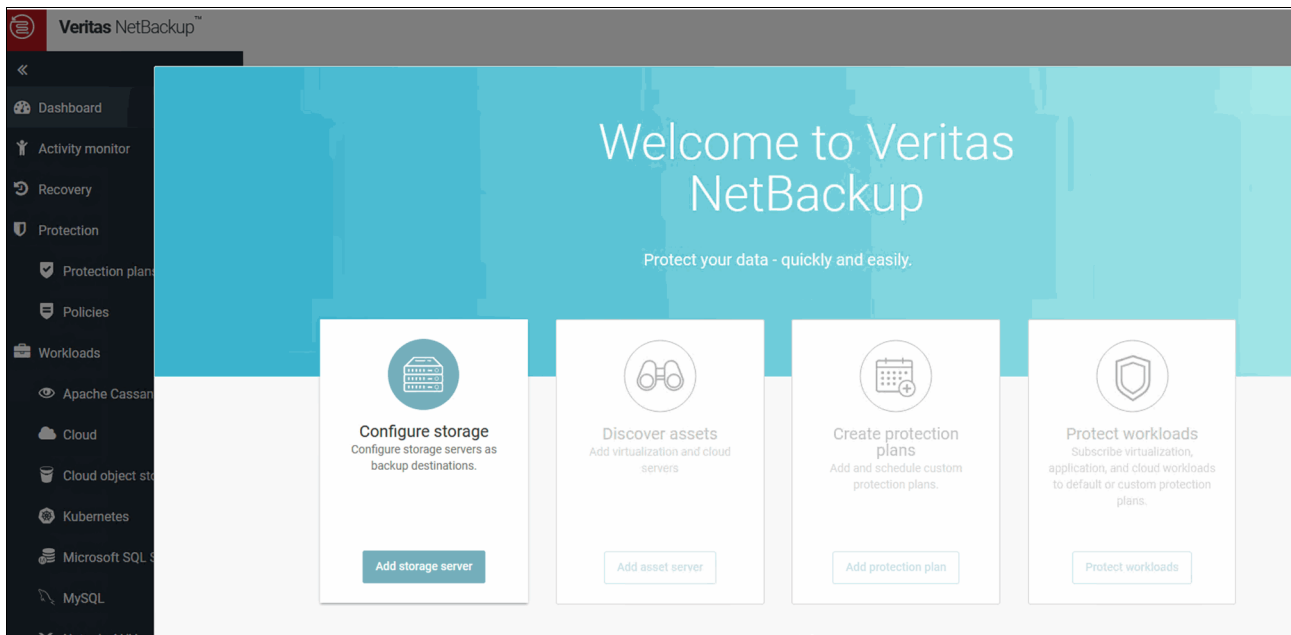 Veritas NetBackup™
Dashboard
Activity monitor
Recovery
Protection
Protection plans
Policies
Workloads
Apache Cassan
Cloud
Cloud object sto
Kubernetes
Microsoft SQL S
MySQL
Welcome to Veritas
NetBackup
Protect your data - quickly and easily.
Configure storage
Configure storage servers as
backup destinations.
Add storage server
Discover assets
Add virtualization and cloud
servers
Add asset server
Create protection
plans
Add and schedule custom
protection plans.
Add protection plan
Protect workloads
Subscribe virtualization,
application, and cloud workloads
to default or custom protection
plans.
Protect workloads